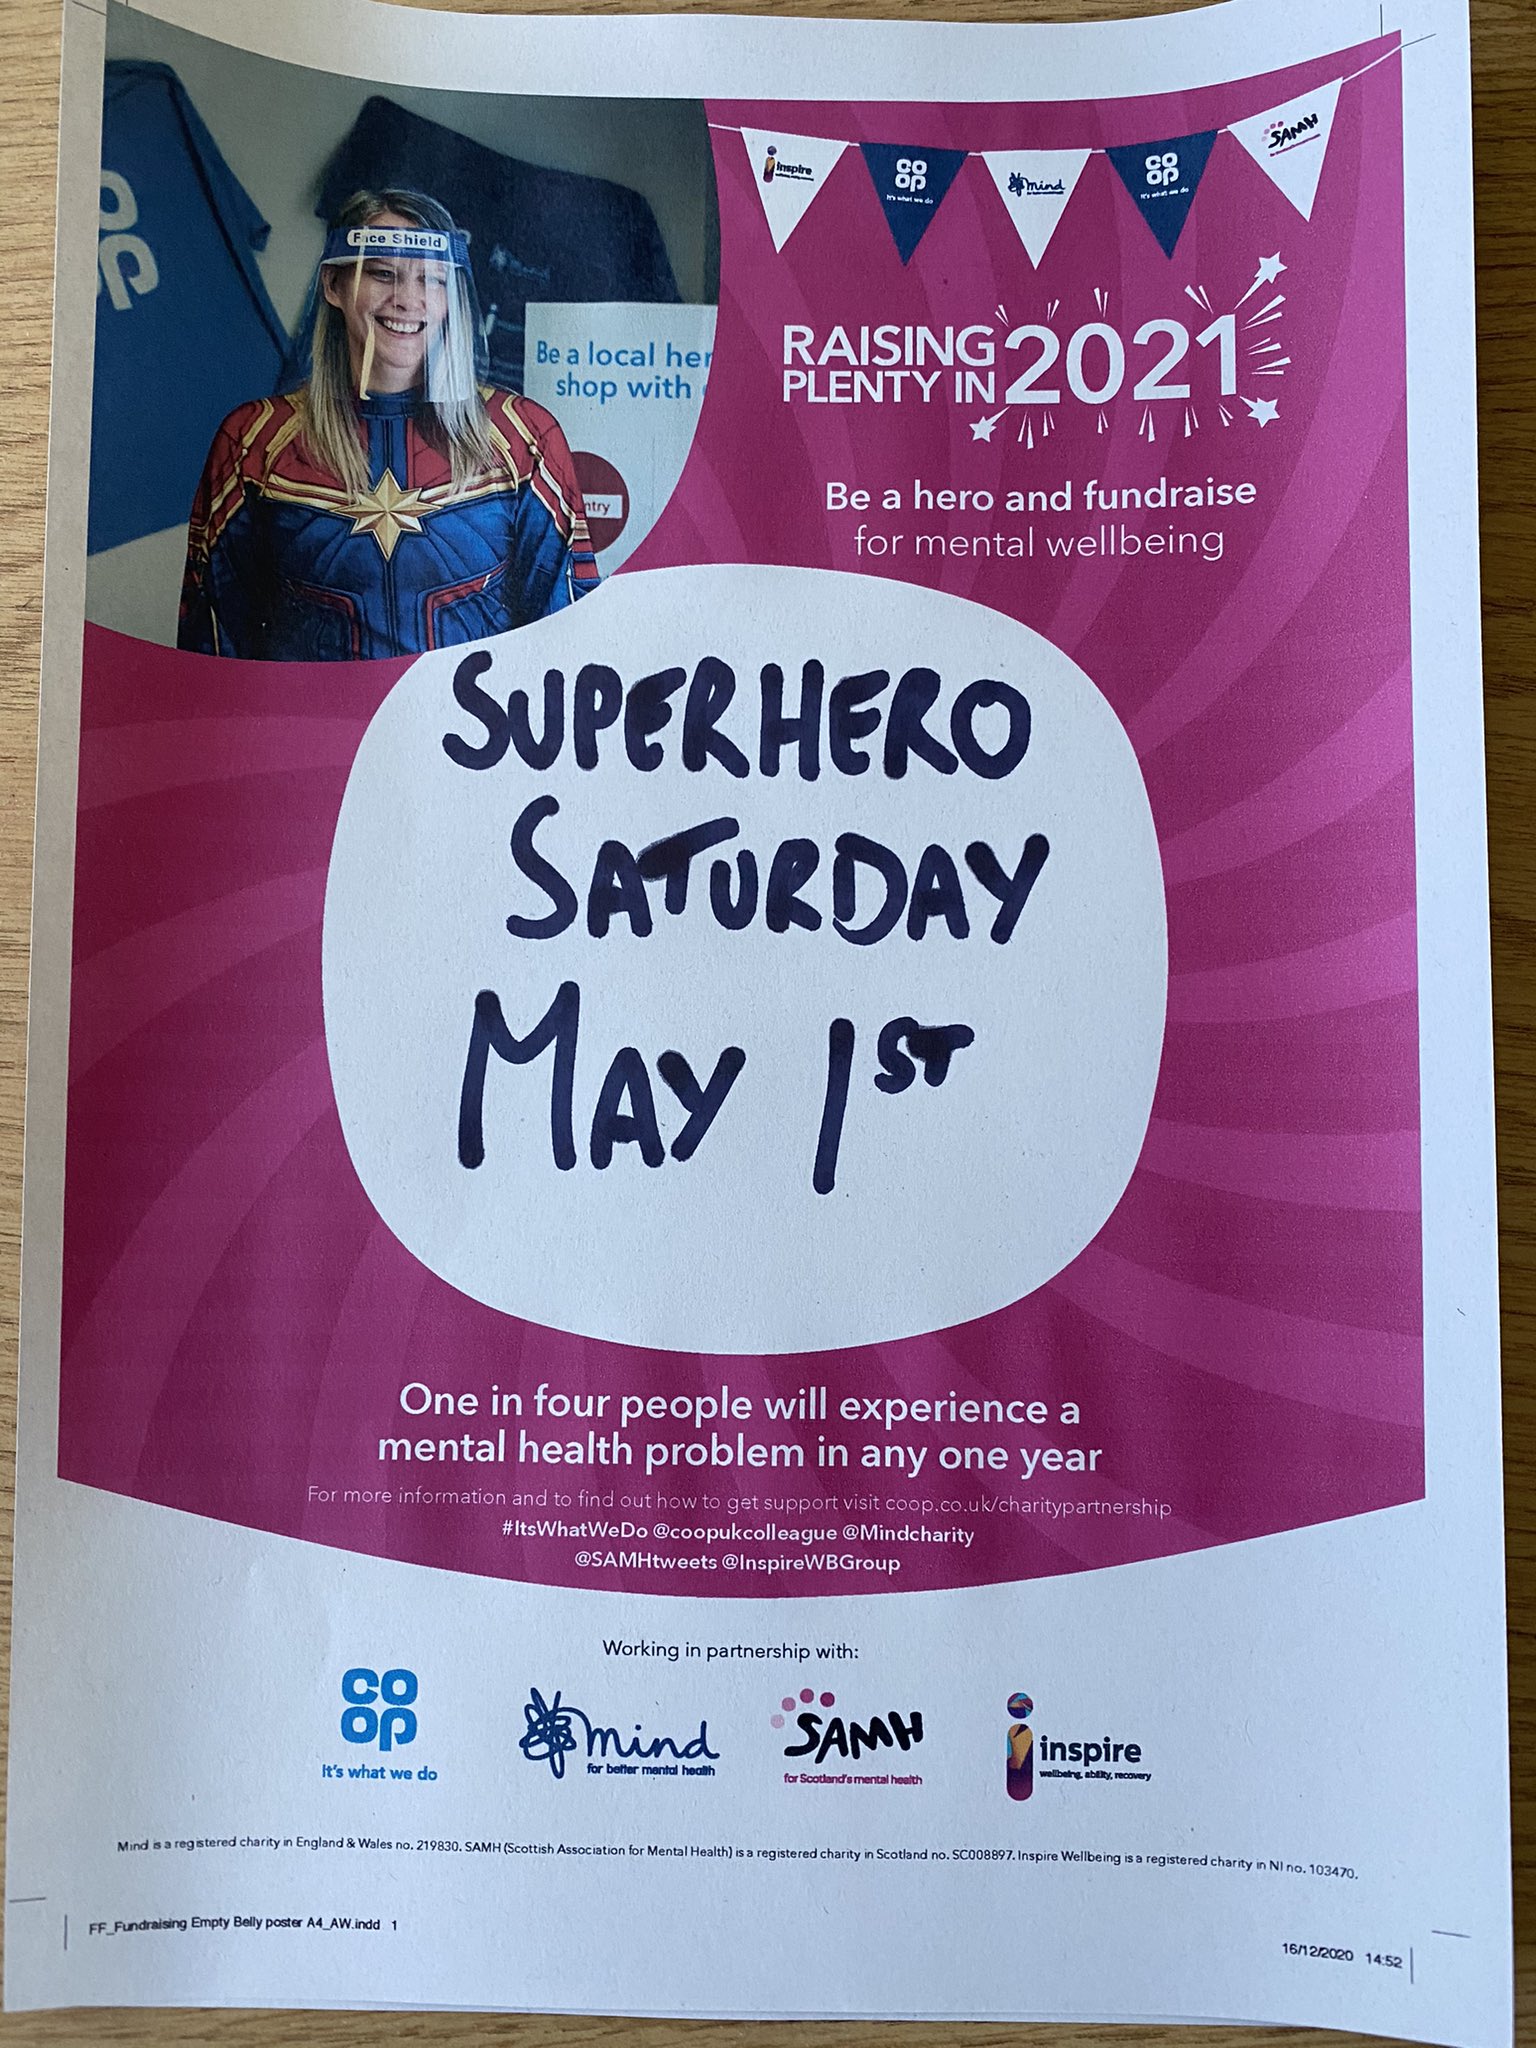 CO
OP
Face Shield
Be a local her
shop with
ntry
inspire
CO
OP
It's what we do
mind
CO
OP
It's what we do
SAMH
RAISING
PLENTY IN 2021
Be a hero and fundraise
for mental wellbeing
SUPERHERO
SATURDAY
MAY 1ST
One in four people will experience a
mental health problem in any one year
For more information and to find out how to get support visit coop.co.uk/charitypartnership
#ItsWhatWeDo @coopukcolleague @Mindcharity
@SAMHtweets @InspireWBGroup
Working in partnership with:
CO
OP
It's what we do
mind
for better mental health
SAMH
for Scotland's mental health
inspire
wellbeing, ability, recovery
Mind is a registered charity in England & Wales no. 219830. SAMH (Scottish Association for Mental Health) is a registered charity in Scotland no. SC008897. Inspire Wellbeing is a registered charity in NI no. 103470.
FF_Fundraising Empty Belly poster A4_AW.indd 1
16/12/2020 14:52